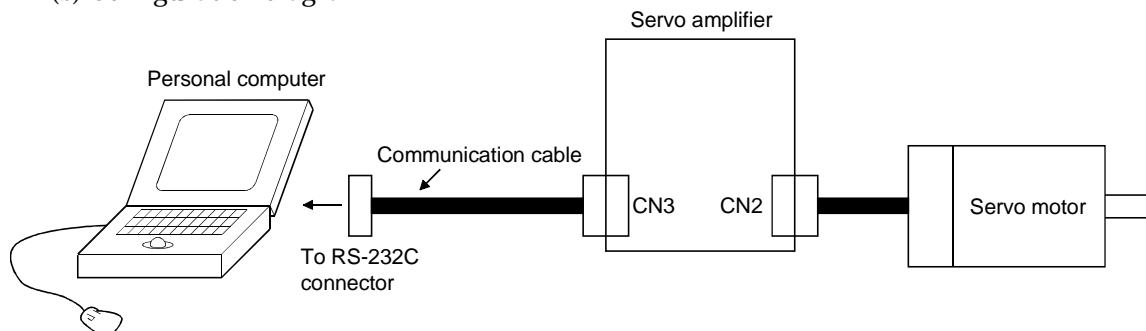 Servo amplifier
Personal computer
Communication cable
CN3
CN2
Servo motor
To RS-232C
connector